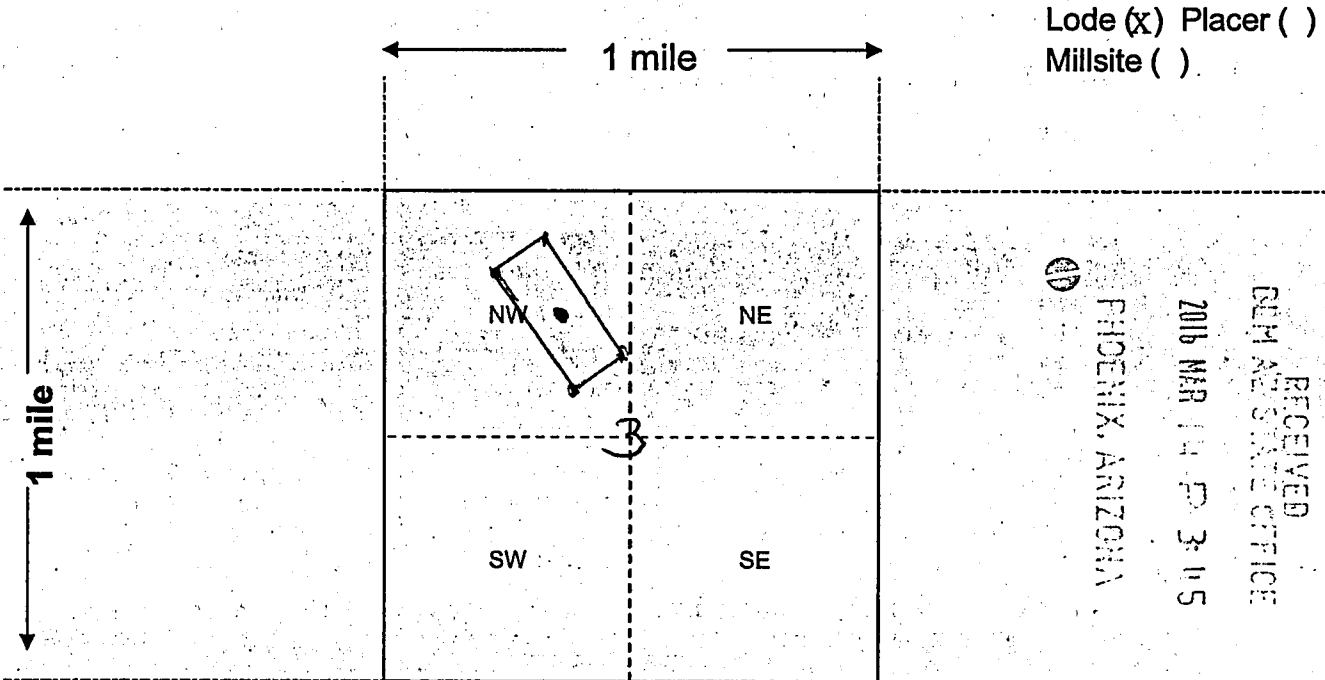 Lode (X) Placer ( )
Millsite ( )
1 mile
1 mile
NW
NE
3
SW
SE
RECEIVED
BLM AZ STATE OFFICE
2016 MAR 14 P 3:
PHOENIX, ARIZONA